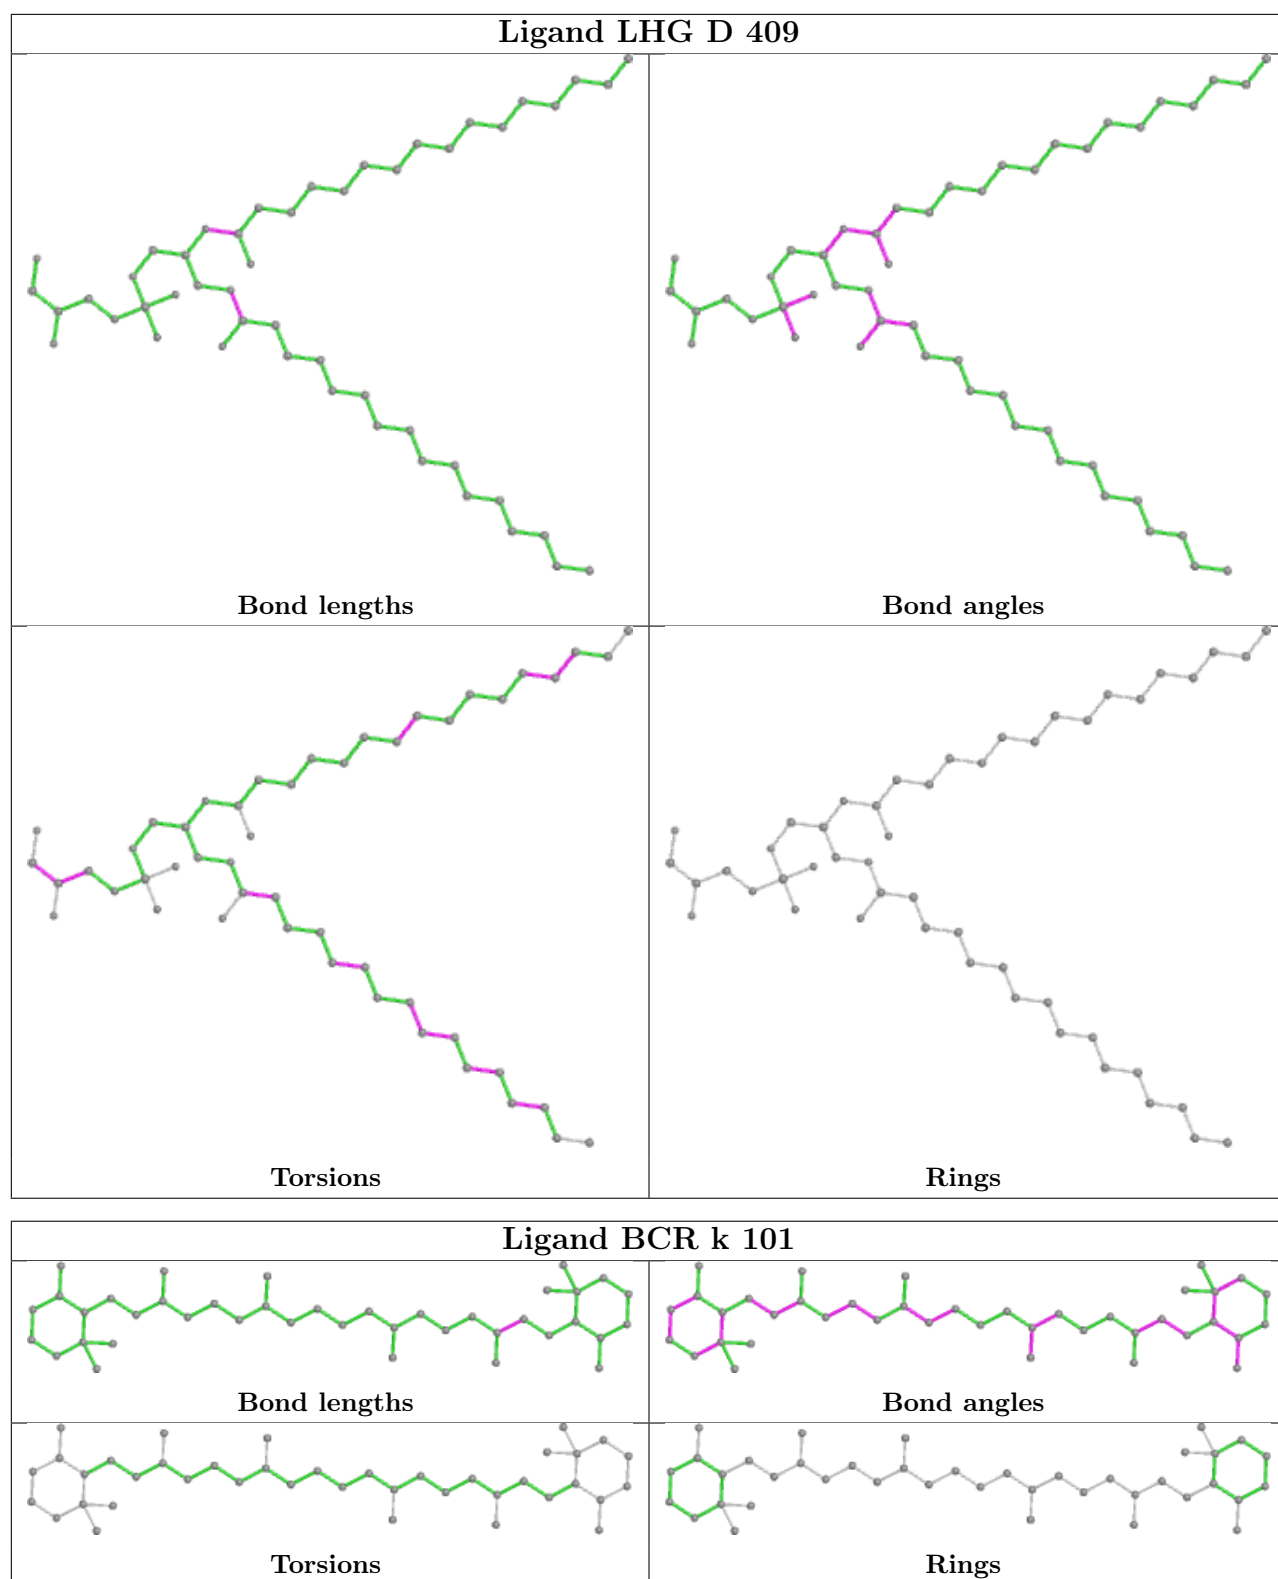 Ligand LHG D 409
Bond lengths
Bond angles
Torsions
Rings
Ligand BCR k 101
Bond lengths
Bond angles
Torsions
Rings